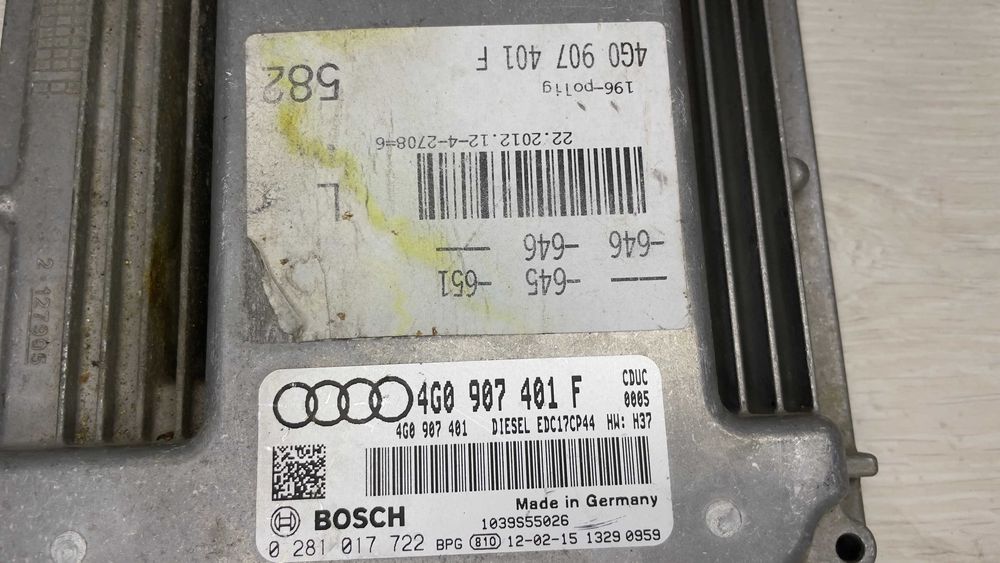 — -645 -651
-646 -646 —
L
22.2012.12-4-2708=6
196-polig 582
4G0 907 401 F
4G0 907 401 F CDUC
0005
4G0 907 401 DIESEL EDC17CP44 HW: H37
Made in Germany
BOSCH 1039S55026
0 281 017 722 BPG 810 12-02-15 1329 0959
2 127905